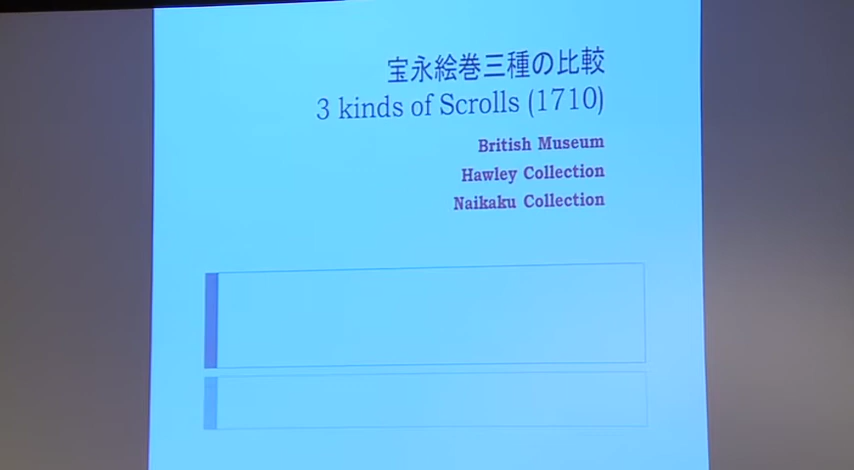 宝永絵巻三種の比較
3 kinds of Scrolls (1710)
British Museum
Hawley Collection
Naikaku Collection